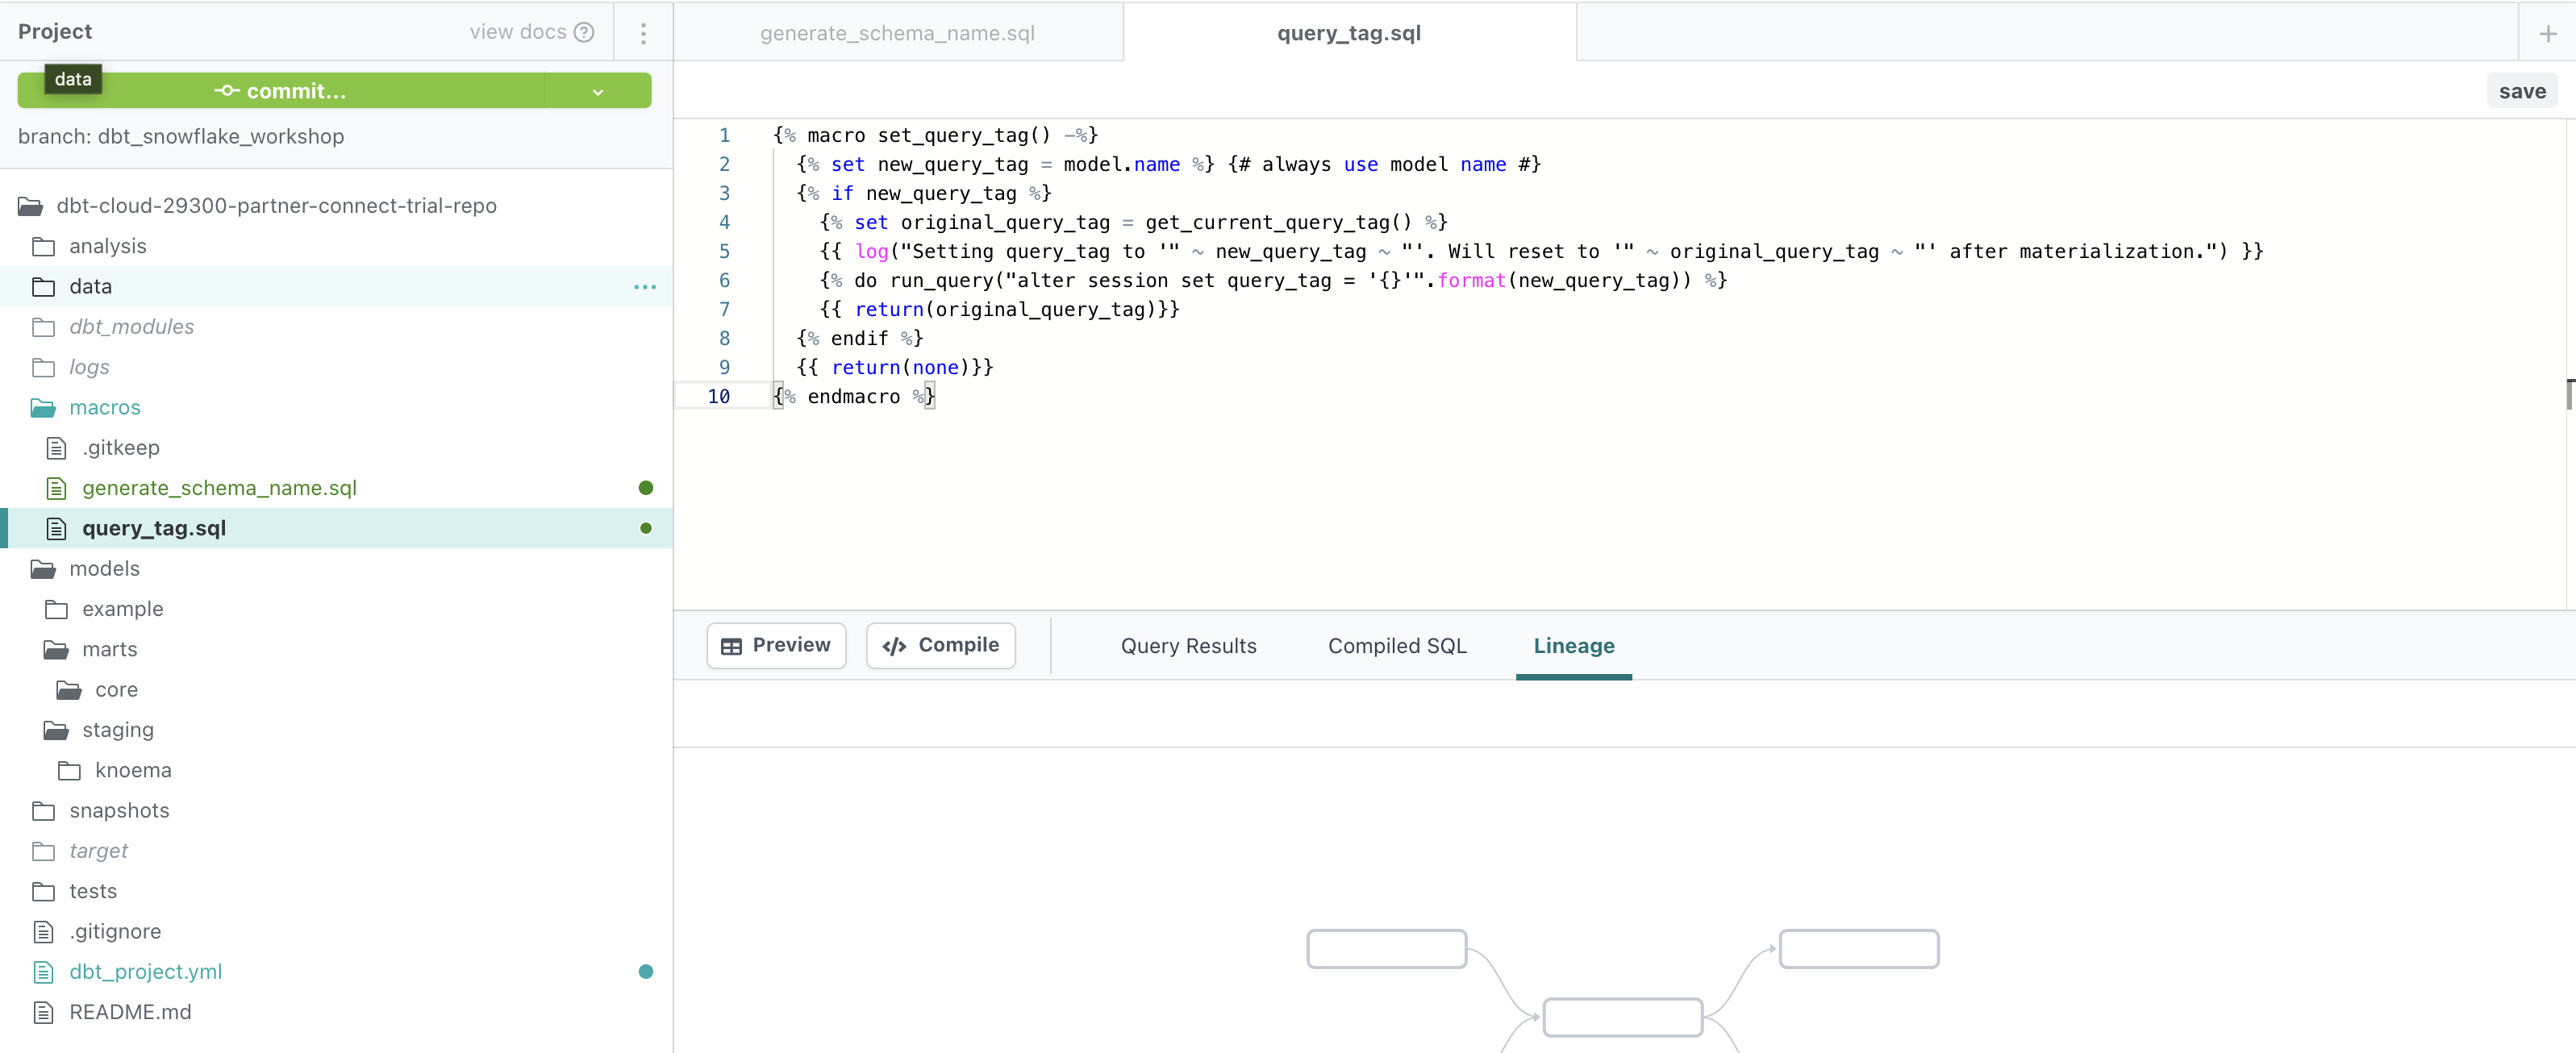 Project
view docs
data
commit...
branch: dbt_snowflake_workshop
dbt-cloud-29300-partner-connect-trial-repo
analysis
data
dbt_modules
logs
macros
.gitkeep
generate_schema_name.sql
query_tag.sql
models
example
marts
core
staging
knoema
snapshots
target
tests
.gitignore
dbt_project.yml
README.md
generate_schema_name.sql
query_tag.sql
save
1 {% macro set_query_tag() -%}
2 {% set new_query_tag = model.name %} {# always use model name #}
3 {% if new_query_tag %}
4 {% set original_query_tag = get_current_query_tag() %}
5 {{ log("Setting query_tag to '" ~ new_query_tag ~ "'. Will reset to '" ~ original_query_tag ~ "' after materialization.") }}
6 {% do run_query("alter session set query_tag = '{}'".format(new_query_tag)) %}
7 {{ return(original_query_tag)}}
8 {% endif %}
9 {{ return(none)}}
10 {% endmacro %}
Preview
Compile
Query Results
Compiled SQL
Lineage